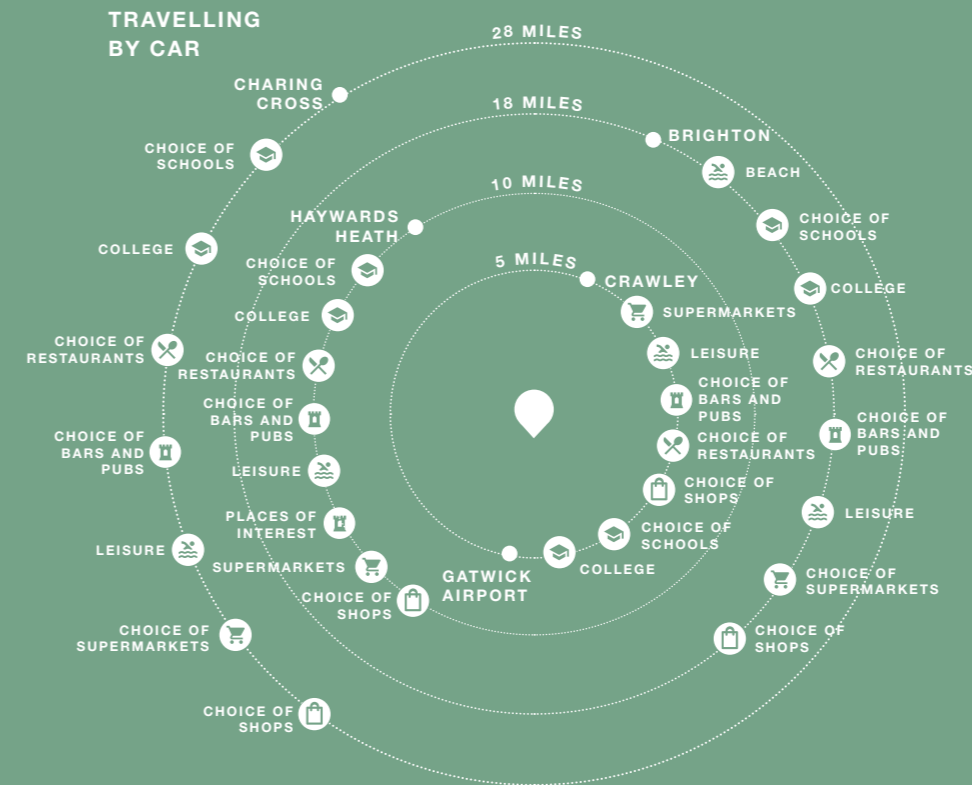 TRAVELLING
BY CAR
28 MILES
CHARING
CROSS
CHOICE OF
SCHOOLS
COLLEGE
CHOICE OF
RESTAURANTS
CHOICE OF
BARS AND
PUBS
LEISURE
CHOICE OF
SUPERMARKETS
CHOICE OF
SHOPS
18 MILES
BRIGHTON
BEACH
CHOICE OF
SCHOOLS
COLLEGE
CHOICE OF
RESTAURANTS
CHOICE OF
BARS AND
PUBS
LEISURE
CHOICE OF
SUPERMARKETS
CHOICE OF
SHOPS
10 MILES
HAYWARDS
HEATH
CHOICE OF
SCHOOLS
COLLEGE
CHOICE OF
RESTAURANTS
CHOICE OF
BARS AND
PUBS
LEISURE
PLACES OF
INTEREST
SUPERMARKETS
CHOICE OF
SHOPS
5 MILES
CRAWLEY
SUPERMARKETS
LEISURE
CHOICE OF
BARS AND
PUBS
CHOICE OF
RESTAURANTS
CHOICE OF
SHOPS
CHOICE OF
SCHOOLS
COLLEGE
GATWICK
AIRPORT